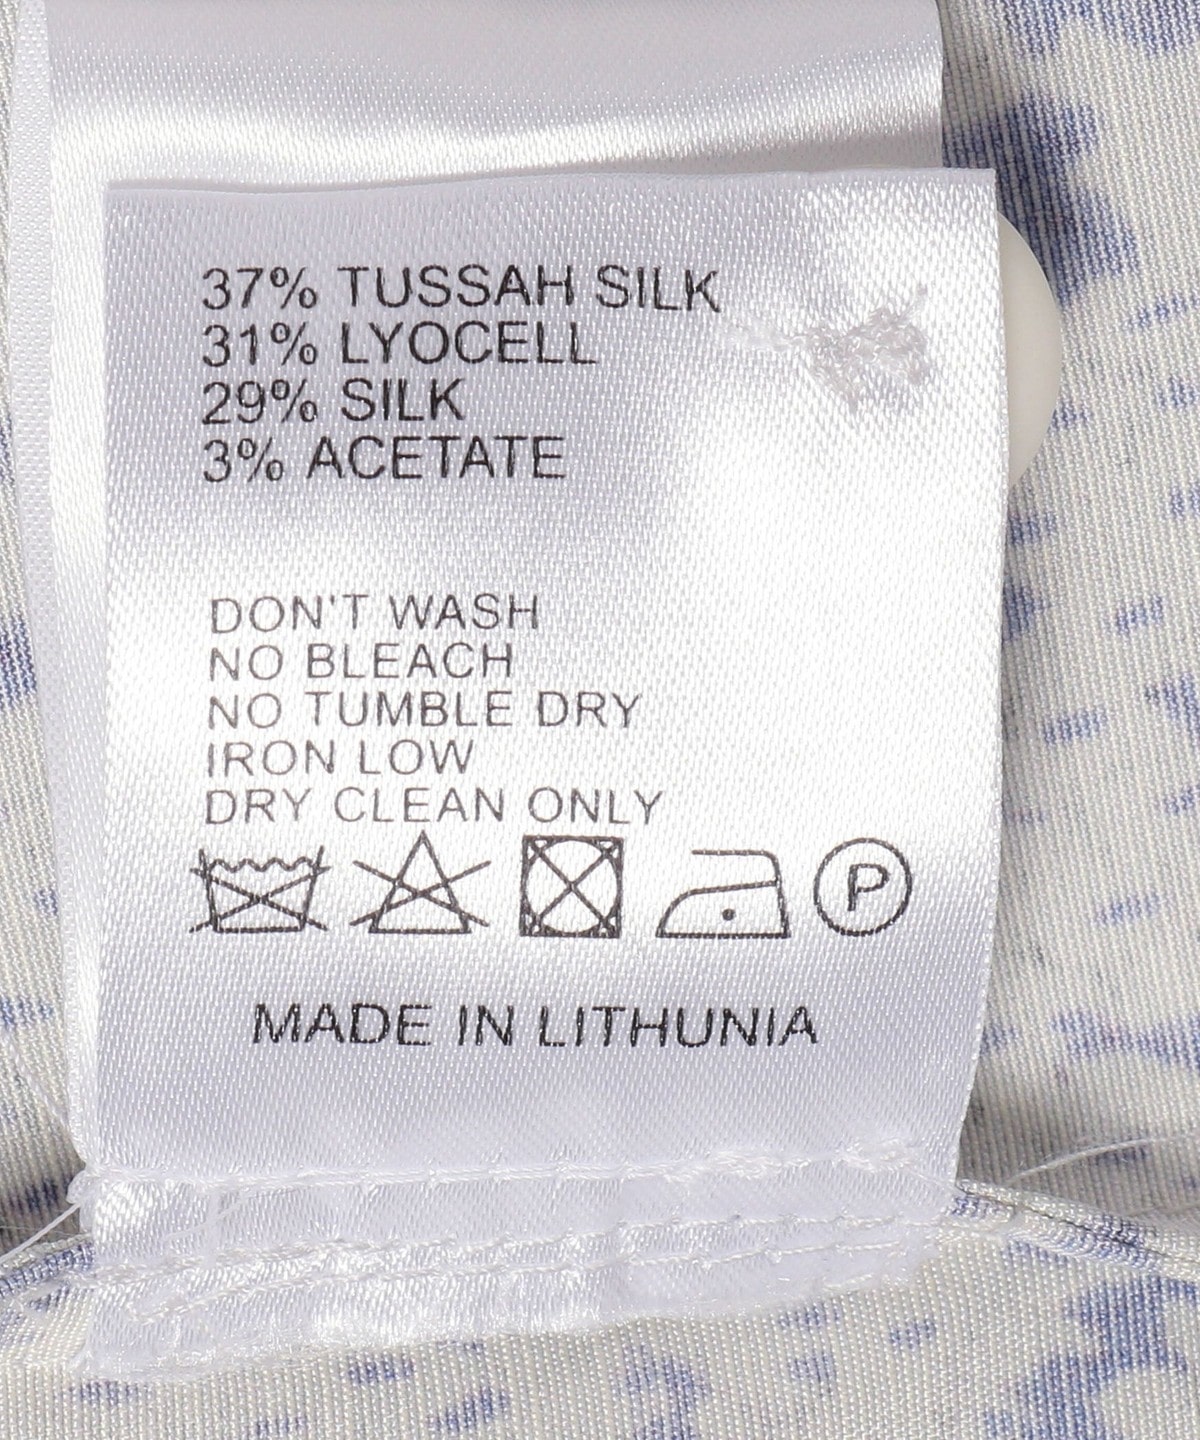 37% TUSSAH SILK
31% LYOCELL
29% SILK
3% ACETATE
DON'T WASH
NO BLEACH
NO TUMBLE DRY
IRON LOW
DRY CLEAN ONLY
P
MADE IN LITHUNIA